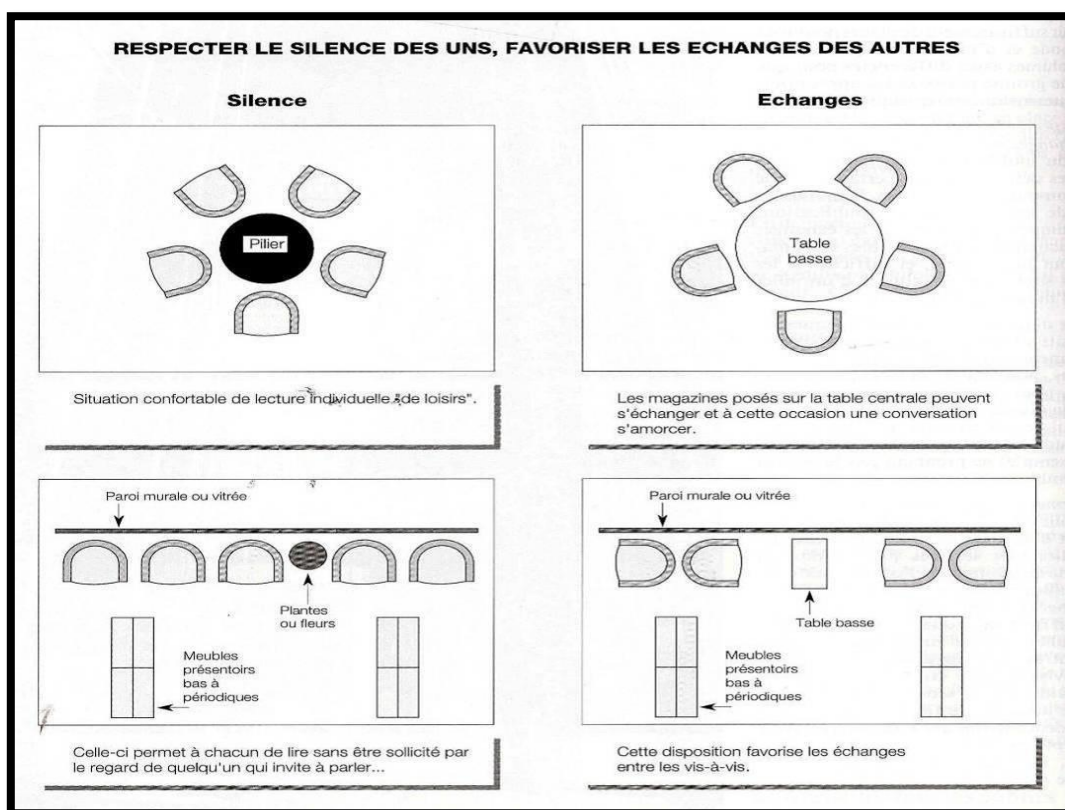 RESPECTER LE SILENCE DES UNS, FAVORISER LES ECHANGES DES AUTRES
Silence
Echanges
Pilier
Table
basse
Situation confortable de lecture individuelle "de loisirs".
Les magazines posés sur la table centrale peuvent
s'échanger et à cette occasion une conversation
s'amorcer.
Paroi murale ou vitrée
Plantes
ou fleurs
Meubles
présentoirs
bas à
périodiques
Paroi murale ou vitrée
Table basse
Meubles
présentoirs
bas à
périodiques
Celle-ci permet à chacun de lire sans être sollicité par
le regard de quelqu'un qui invite à parler...
Cette disposition favorise les échanges
entre les vis-à-vis.